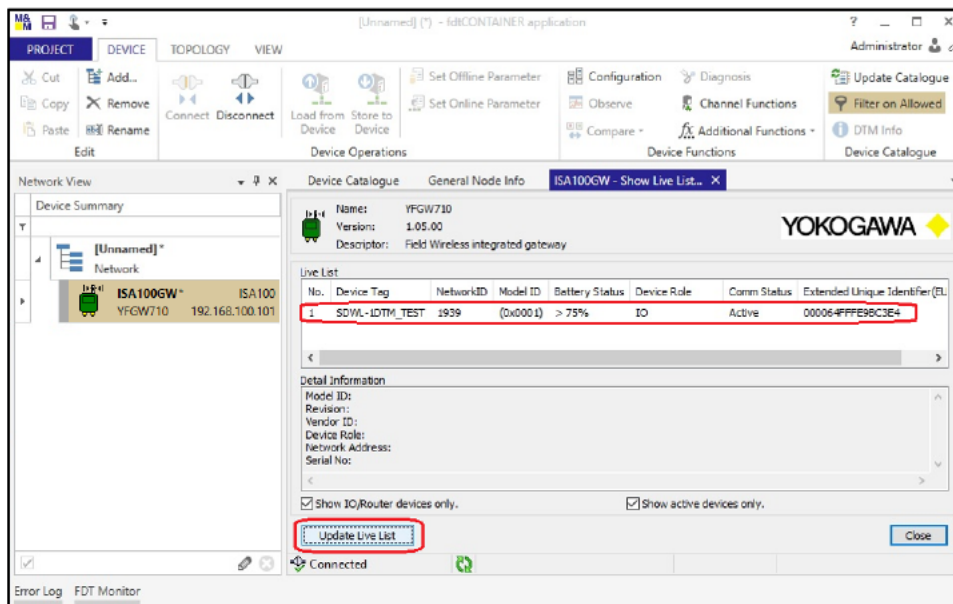 M&M
[Unnamed] (*) - fdtCONTAINER application
?
PROJECT DEVICE TOPOLOGY VIEW Administrator
Cut Add... Set Offline Parameter Configuration Diagnosis Update Catalogue
Copy Remove Connect Disconnect Load from Device Store to Device Set Online Parameter Observe Channel Functions Filter on Allowed
Paste Rename Compare fx Additional Functions DTM Info
Edit Device Operations Device Functions Device Catalogue
Network View Device Catalogue General Node Info ISA100GW - Show Live List...
Device Summary
Name: YFGW710
Version: 1.05.00
Descriptor: Field Wireless integrated gateway
YOKOGAWA
[Unnamed]*
Network
ISA100GW* ISA100
YFGW710 192.168.100.101
Live List
No. Device Tag NetworkID Model ID Battery Status Device Role Comm Status Extended Unique Identifier(EU
1 SDWL-1DTM_TEST 1939 (0x0001) > 75% IO Active 000064FFFE9BC3E4
Detail Information
Model ID:
Revision:
Vendor ID:
Device Role:
Network Address:
Serial No:
Show IO/Router devices only. Show active devices only.
Update Live List Close
Connected
Error Log FDT Monitor